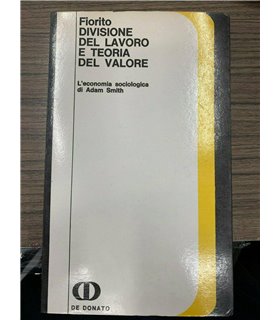 Fiorito
DIVISIONE
DEL LAVORO
E TEORIA
DEL VALORE
L'economia sociologica
di Adam Smith
DE DONATO